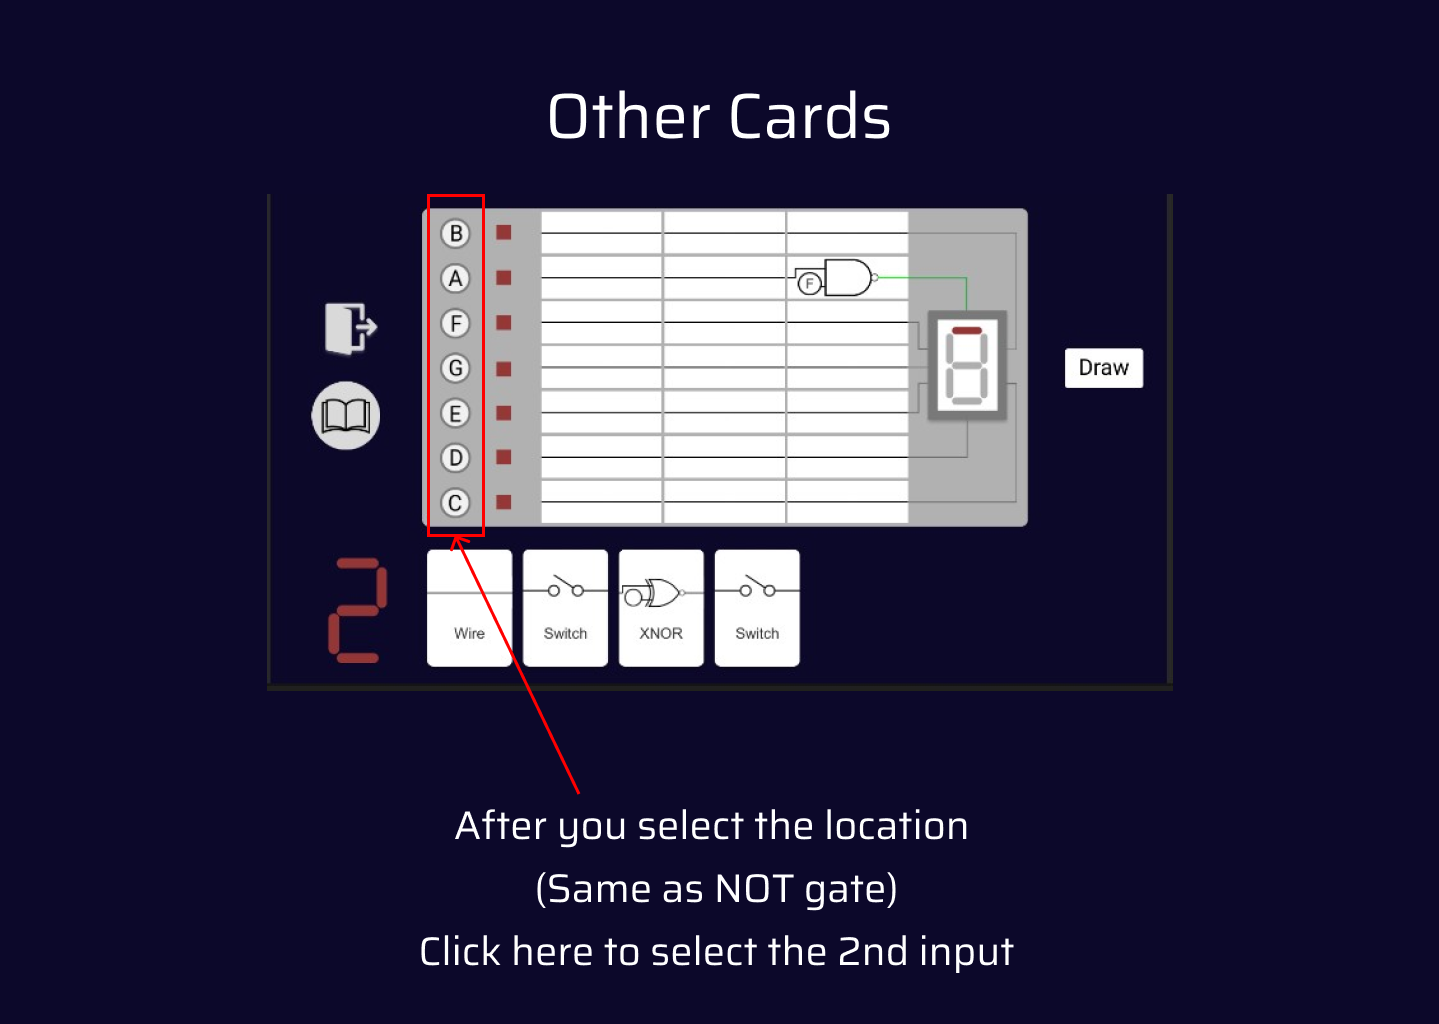 Other Cards
B
A
F
F
G
E
D
C
Draw
2
Wire
Switch
XNOR
Switch
After you select the location
(Same as NOT gate)
Click here to select the 2nd input